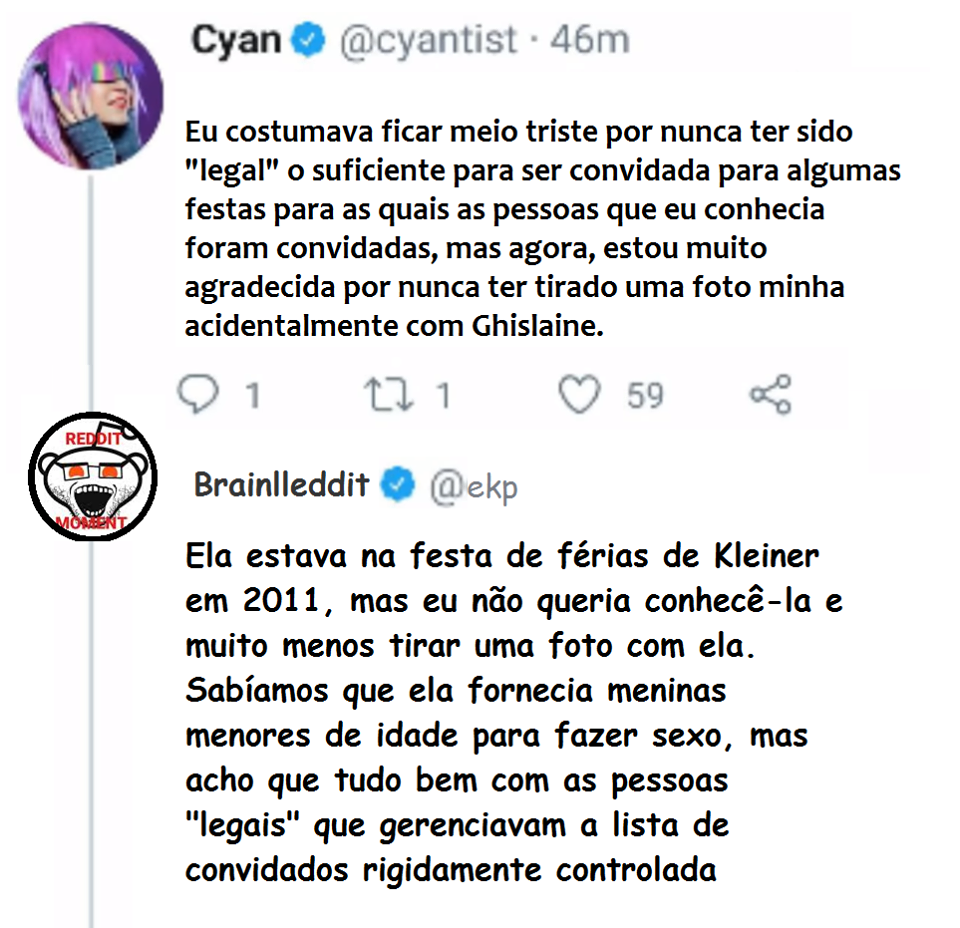 Cyan @cyantist · 46m
Eu costumava ficar meio triste por nunca ter sido
"legal" o suficiente para ser convidada para algumas
festas para as quais as pessoas que eu conhecia
foram convidadas, mas agora, estou muito
agradecida por nunca ter tirado uma foto minha
acidentalmente com Ghislaine.
1 1 59
REDDIT
MOMENT
Brainlleddit @ekp
Ela estava na festa de férias de Kleiner
em 2011, mas eu não queria conhecê-la e
muito menos tirar uma foto com ela.
Sabíamos que ela fornecia meninas
menores de idade para fazer sexo, mas
acho que tudo bem com as pessoas
"legais" que gerenciavam a lista de
convidados rigidamente controlada